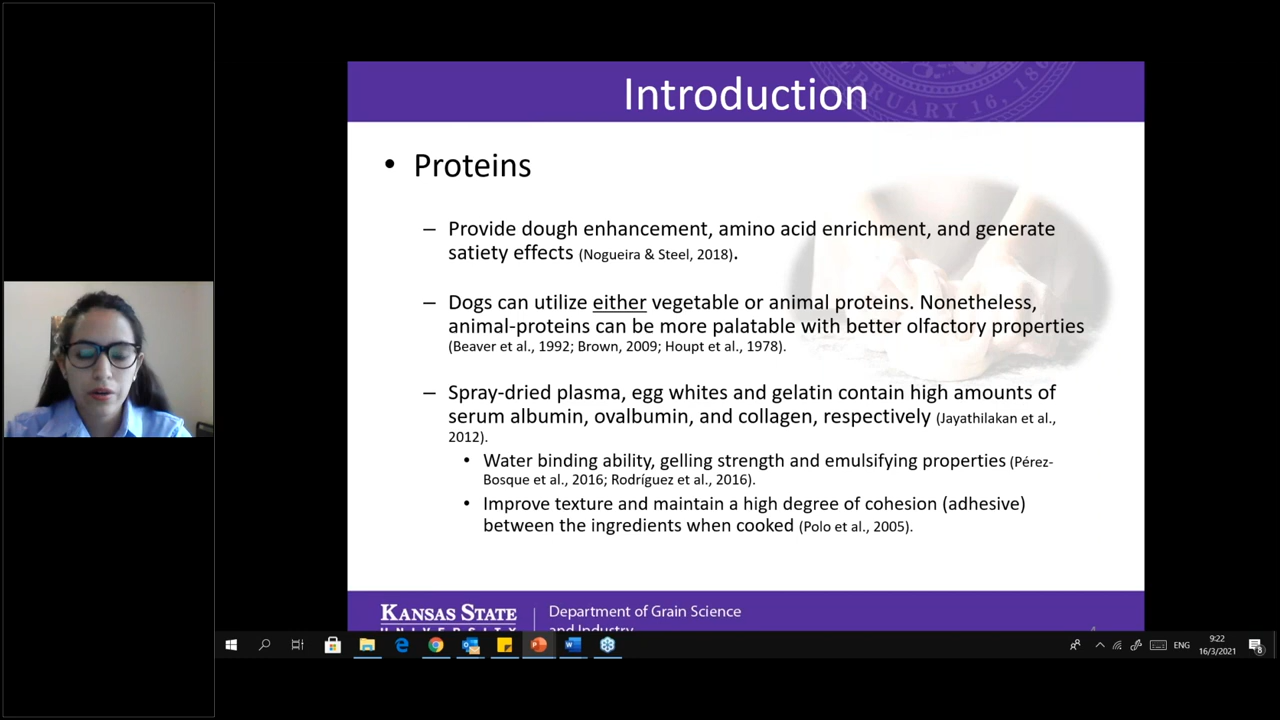 FEBRUARY 16, 186
Introduction
• Proteins
– Provide dough enhancement, amino acid enrichment, and generate
satiety effects (Nogueira & Steel, 2018).
– Dogs can utilize either vegetable or animal proteins. Nonetheless,
animal-proteins can be more palatable with better olfactory properties
(Beaver et al., 1992; Brown, 2009; Houpt et al., 1978).
– Spray-dried plasma, egg whites and gelatin contain high amounts of
serum albumin, ovalbumin, and collagen, respectively (Jayathilakan et al.,
2012).
• Water binding ability, gelling strength and emulsifying properties (Pérez-
Bosque et al., 2016; Rodríguez et al., 2016).
• Improve texture and maintain a high degree of cohesion (adhesive)
between the ingredients when cooked (Polo et al., 2005).
KANSAS STATE
UNIVERSITY
Department of Grain Science
and Industry
4
ENG
9:22
16/3/2021
8